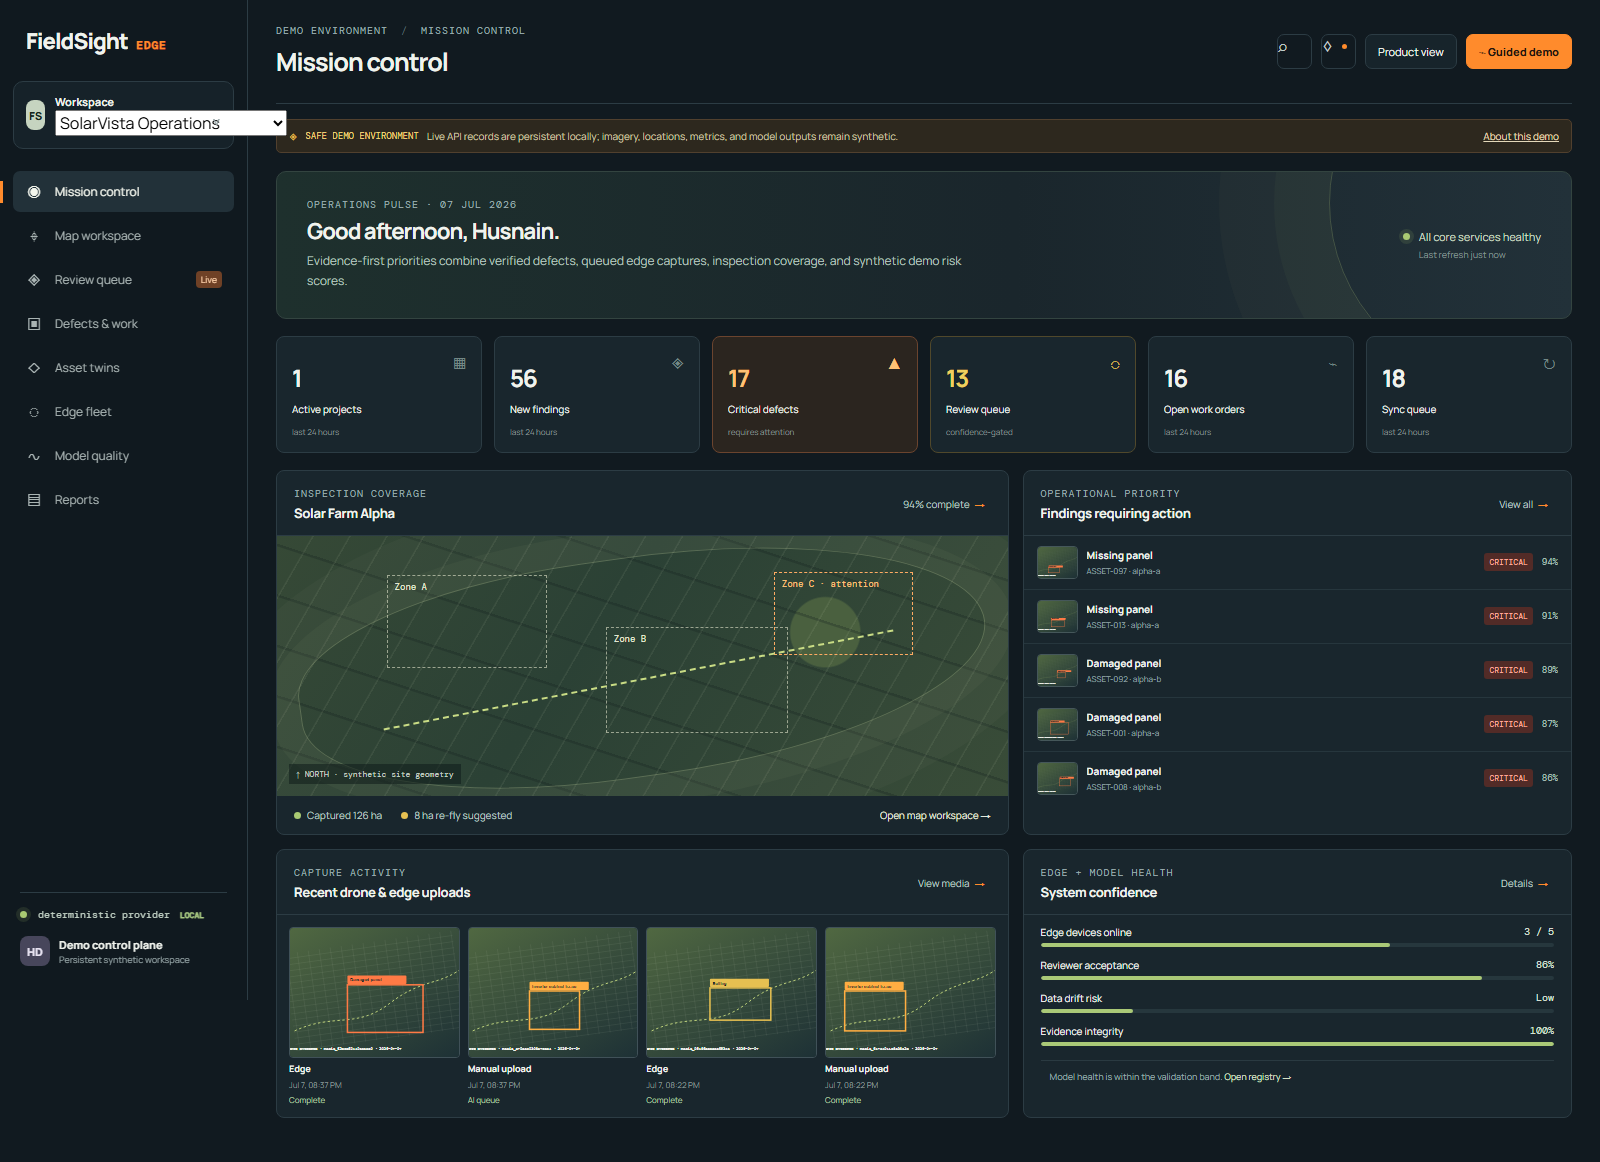 FieldSight EDGE
FS
Workspace
SolarVista Operations
Mission control
Map workspace
Review queue
Live
Defects & work
Asset twins
Edge fleet
Model quality
Reports
deterministic provider LOCAL
HD
Demo control plane
Persistent synthetic workspace
DEMO ENVIRONMENT / MISSION CONTROL
Mission control
Product view
Guided demo
SAFE DEMO ENVIRONMENT Live API records are persistent locally; imagery, locations, metrics, and model outputs remain synthetic.
About this demo
OPERATIONS PULSE · 07 JUL 2026
Good afternoon, Husnain.
Evidence-first priorities combine verified defects, queued edge captures, inspection coverage, and synthetic demo risk
scores.
All core services healthy
Last refresh just now
1
Active projects
last 24 hours
56
New findings
last 24 hours
17
Critical defects
requires attention
13
Review queue
confidence-gated
16
Open work orders
last 24 hours
18
Sync queue
last 24 hours
INSPECTION COVERAGE
Solar Farm Alpha
94% complete →
Zone A
Zone B
Zone C · attention
↑ NORTH · synthetic site geometry
Captured 126 ha
8 ha re-fly suggested
Open map workspace →
OPERATIONAL PRIORITY
Findings requiring action
View all →
Missing panel
ASSET-097 · alpha-a
CRITICAL 94%
Missing panel
ASSET-013 · alpha-a
CRITICAL 91%
Damaged panel
ASSET-092 · alpha-b
CRITICAL 89%
Damaged panel
ASSET-001 · alpha-a
CRITICAL 87%
Damaged panel
ASSET-008 · alpha-b
CRITICAL 86%
CAPTURE ACTIVITY
Recent drone & edge uploads
View media →
Damaged panel
Edge
Jul 7, 08:37 PM
Complete
Manual upload
Jul 7, 08:37 PM
AI queue
Edge
Jul 7, 08:22 PM
Complete
Manual upload
Jul 7, 08:22 PM
Complete
EDGE + MODEL HEALTH
System confidence
Details →
Edge devices online 3 / 5
Reviewer acceptance 86%
Data drift risk Low
Evidence integrity 100%
Model health is within the validation band. Open registry →